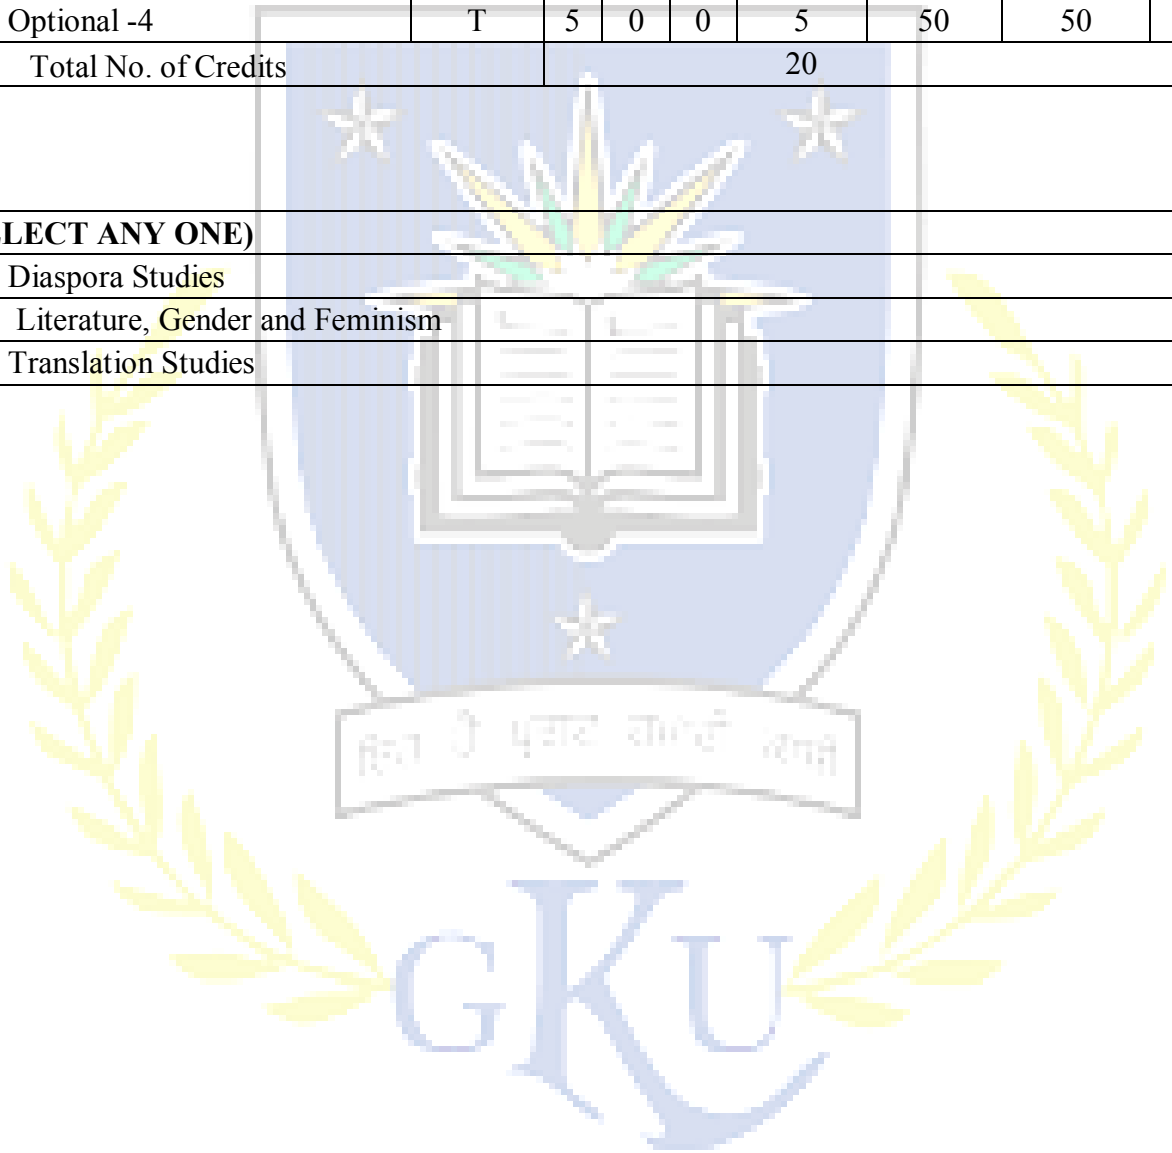 Optional -4 T 5 0 0 5 50 50
Total No. of Credits 20
LECT ANY ONE)
Diaspora Studies
Literature, Gender and Feminism
Translation Studies
GKU